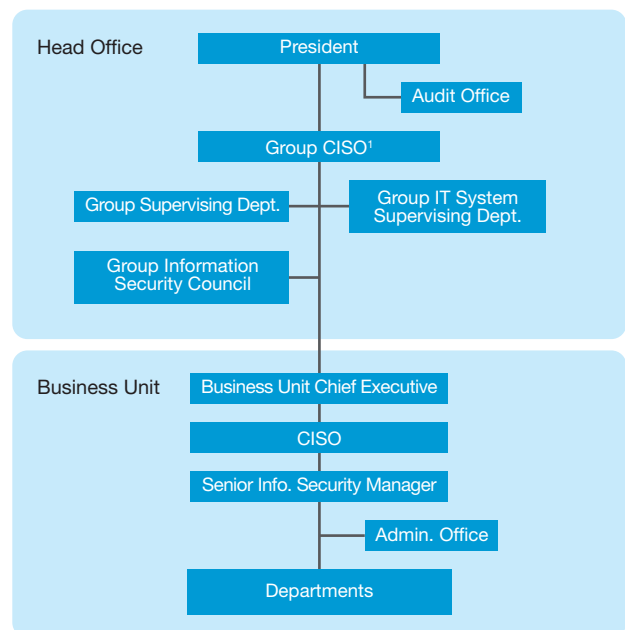 Head Office
President
Audit Office
Group CISO¹
Group Supervising Dept.
Group IT System
Supervising Dept.
Group Information
Security Council
Business Unit
Business Unit Chief Executive
CISO
Senior Info. Security Manager
Admin. Office
Departments